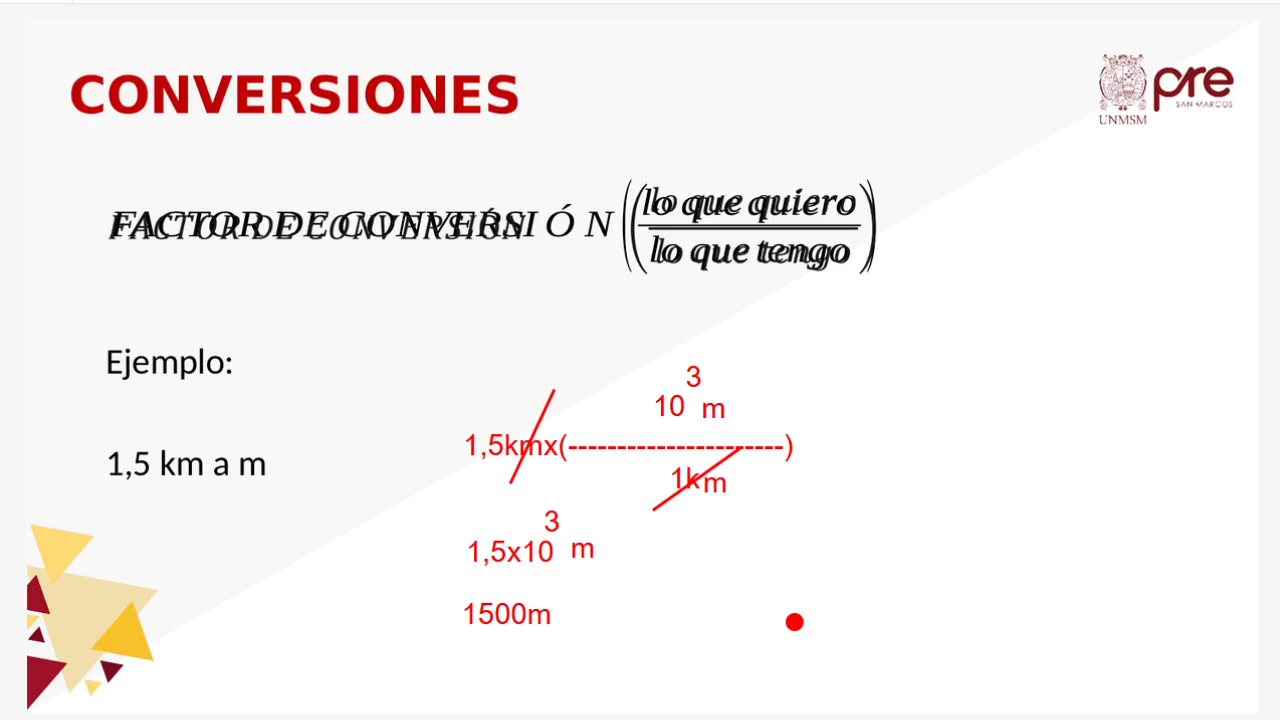 CONVERSIONES
pre
SAN MARCOS
UNMSM
FACTOR DE CONVERSIÓN (lo que quiero
lo que tengo)
Ejemplo:
3
10 m
1,5kmx(----------------------)
1,5 km a m
1km
3
1,5x10 m
1500m